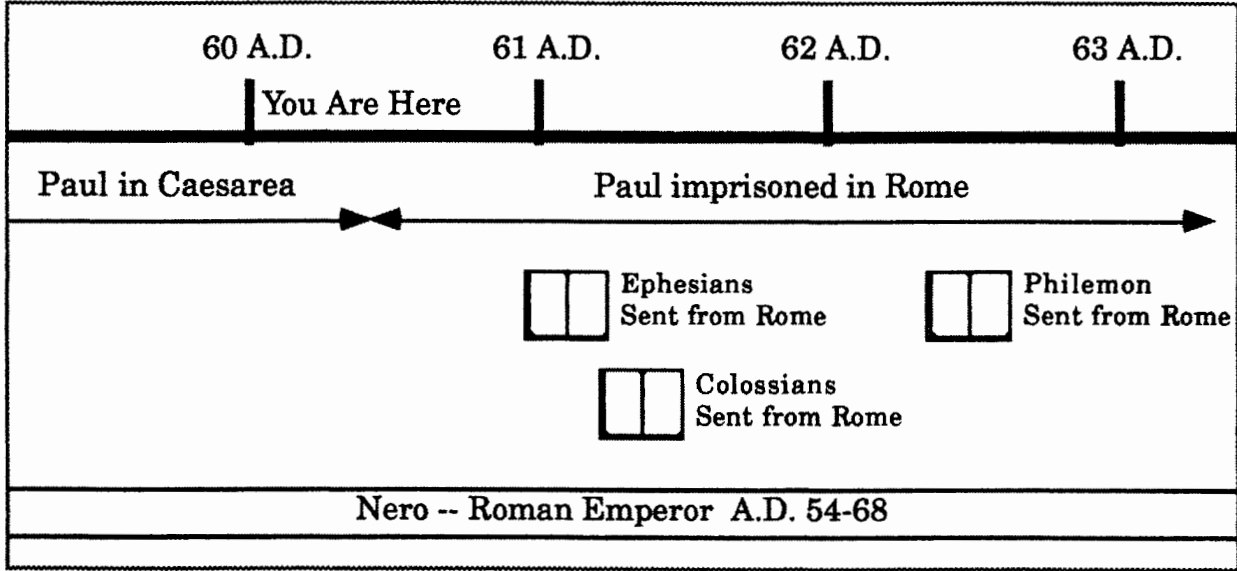 60 A.D. 61 A.D. 62 A.D. 63 A.D.
You Are Here
Paul in Caesarea Paul imprisoned in Rome
Ephesians
Sent from Rome
Philemon
Sent from Rome
Colossians
Sent from Rome
Nero -- Roman Emperor A.D. 54-68